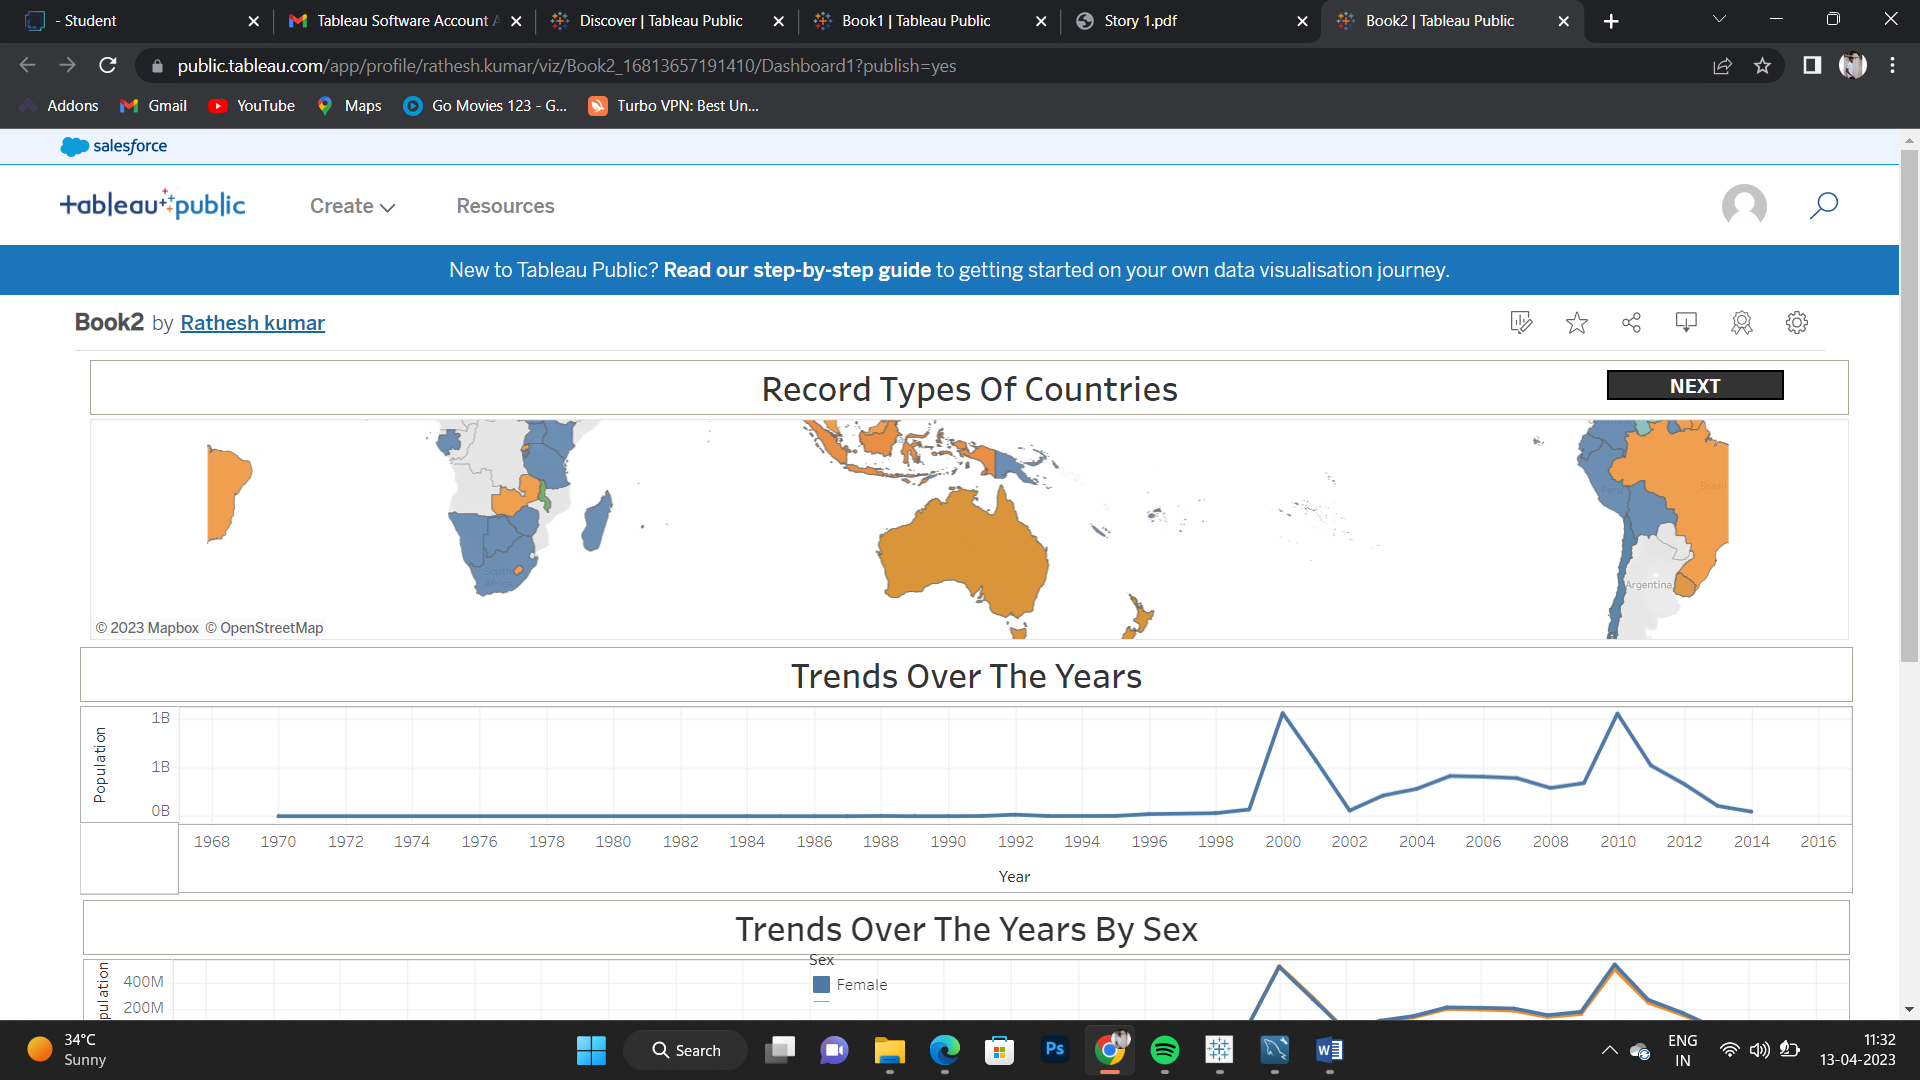 - Student
Tableau Software Account A
Discover | Tableau Public
Book1 | Tableau Public
Story 1.pdf
Book2 | Tableau Public
public.tableau.com/app/profile/rathesh.kumar/viz/Book2_16813657191410/Dashboard1?publish=yes
Addons
Gmail
YouTube
Maps
Go Movies 123 - G...
Turbo VPN: Best Un...
salesforce
+ableau public
Create
Resources
New to Tableau Public? Read our step-by-step guide to getting started on your own data visualisation journey.
Book2 by Rathesh kumar
Record Types Of Countries
NEXT
South Africa
Peru
Brazil
Argentina
© 2023 Mapbox © OpenStreetMap
Trends Over The Years
Population
1B
1B
0B
1968 1970 1972 1974 1976 1978 1980 1982 1984 1986 1988 1990 1992 1994 1996 1998 2000 2002 2004 2006 2008 2010 2012 2014 2016
Year
Trends Over The Years By Sex
Sex
Female
pulation
400M
200M
34°C
Sunny
Search
Ps
W
ENG
IN
11:32
13-04-2023